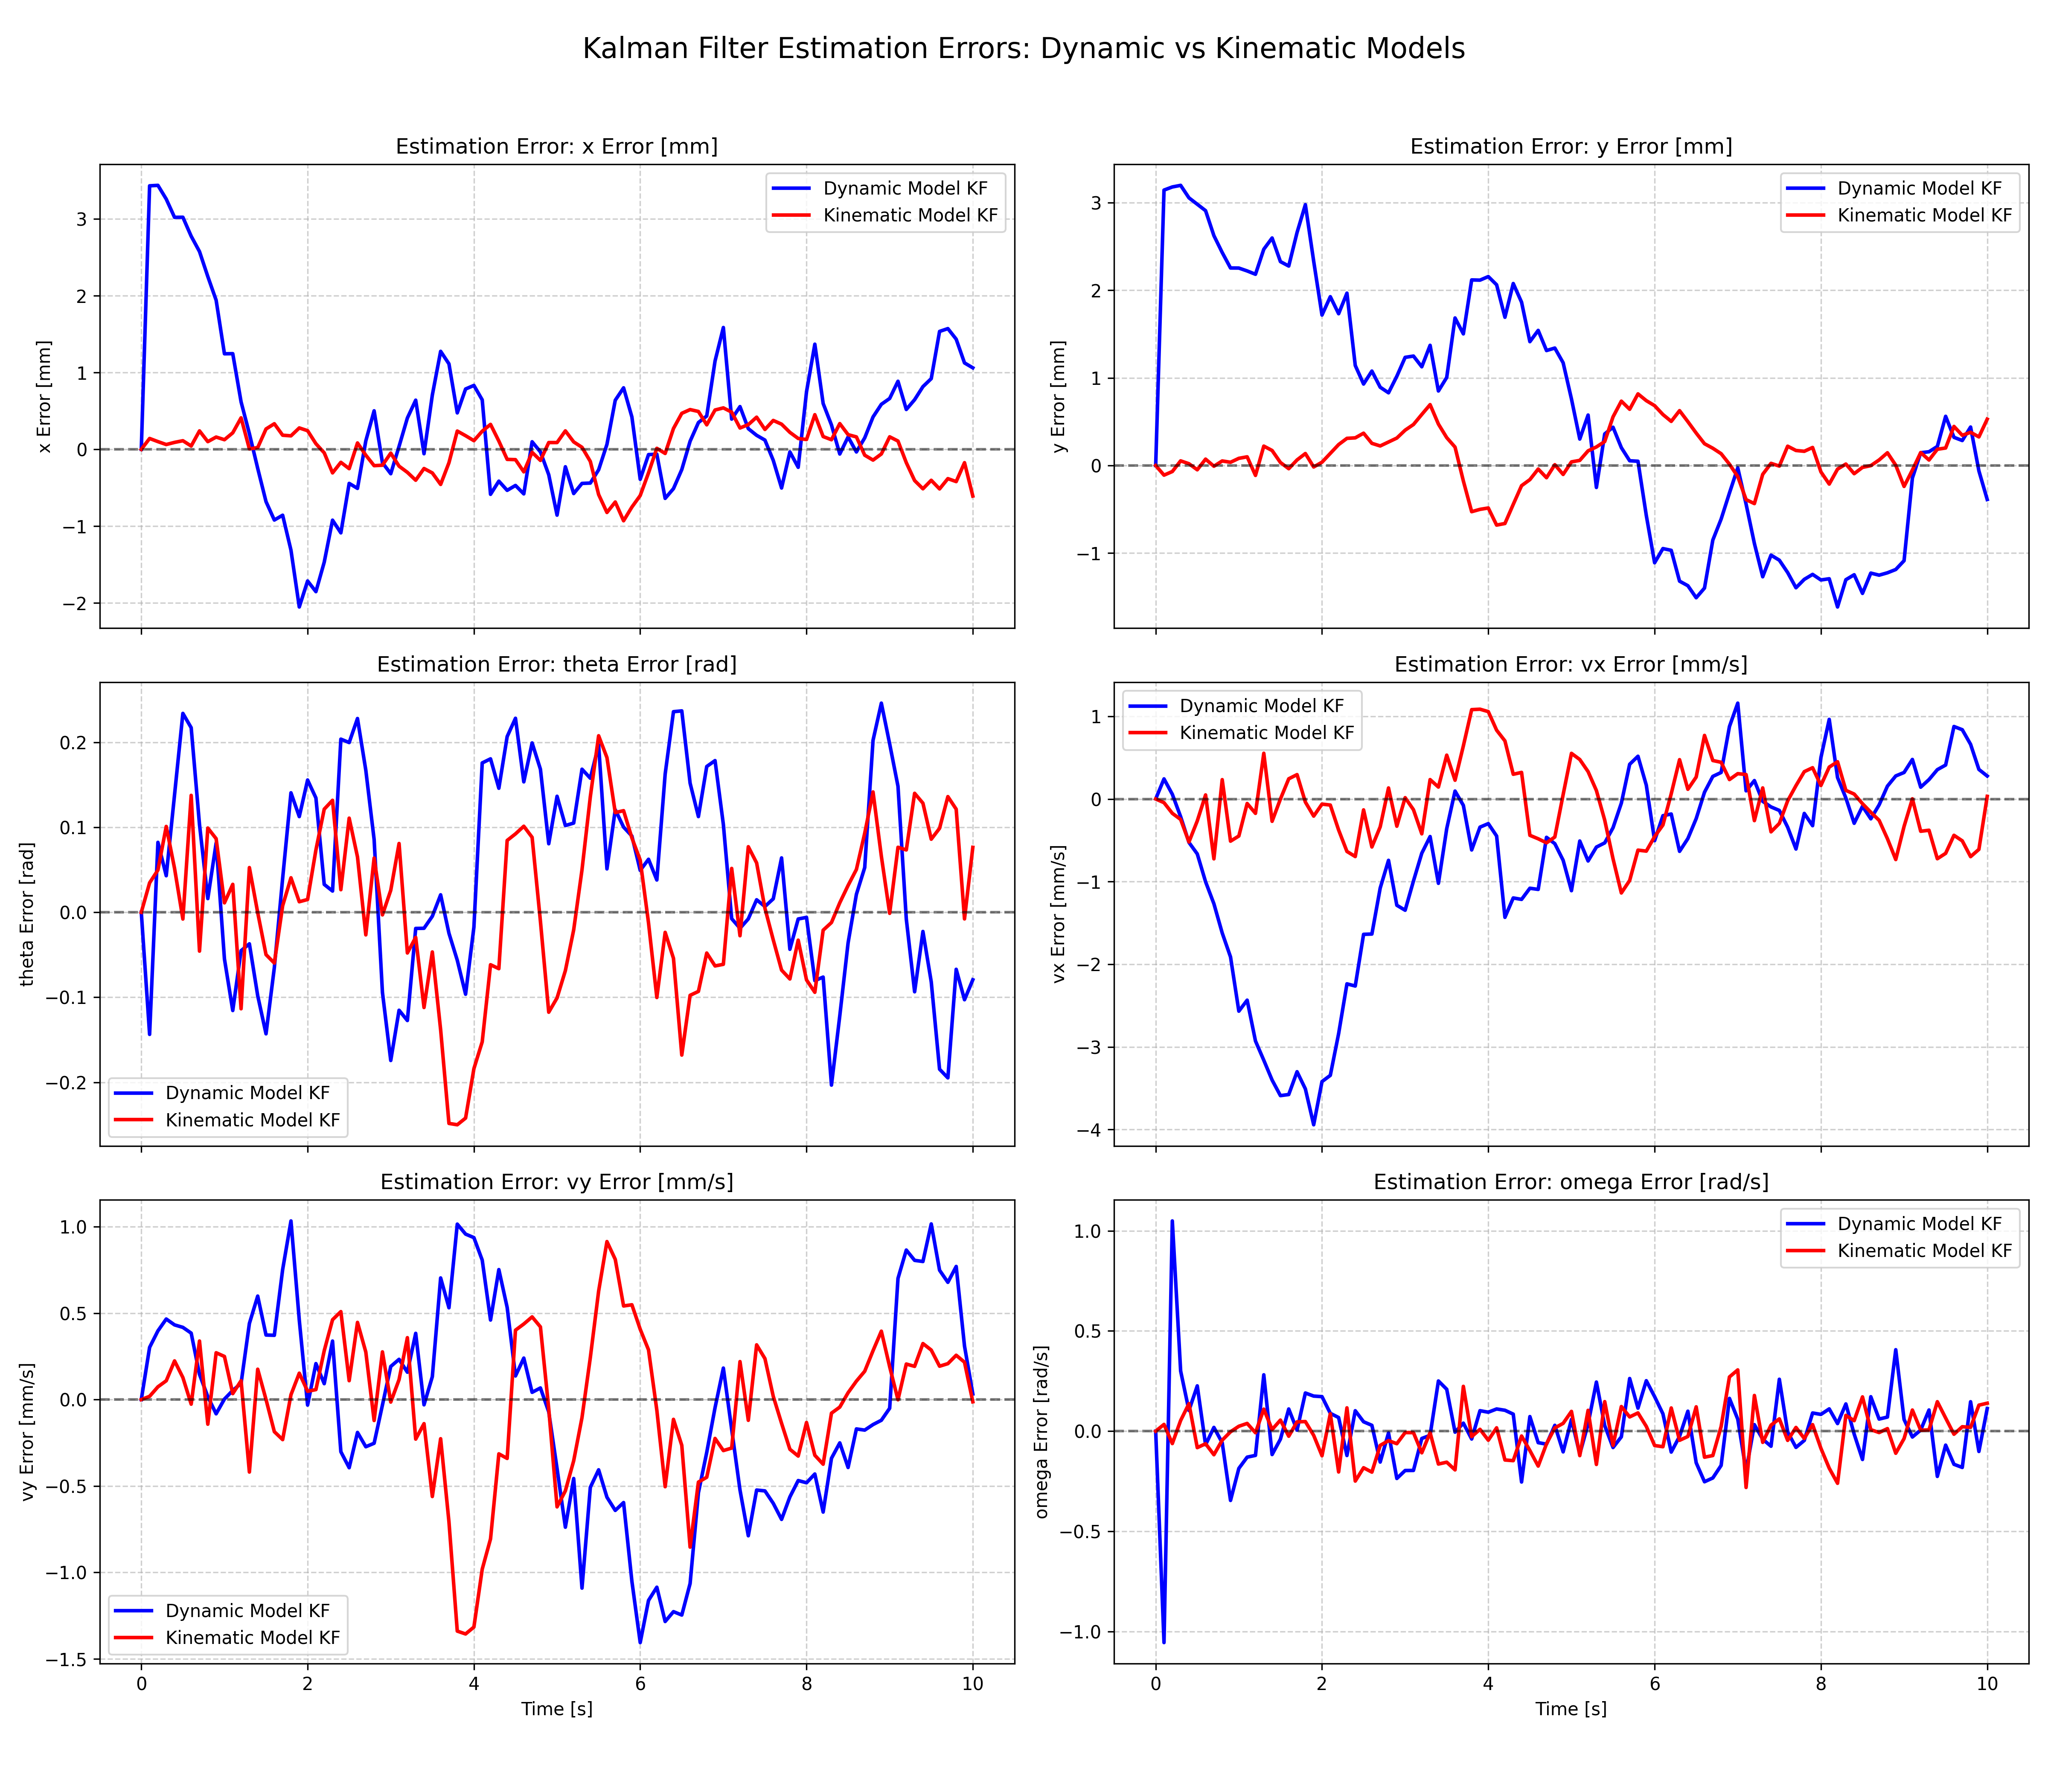 Kalman Filter Estimation Errors: Dynamic vs Kinematic Models
Estimation Error: x Error [mm]
x Error [mm]
3
2
1
0
−1
−2
Dynamic Model KF
Kinematic Model KF
Estimation Error: y Error [mm]
y Error [mm]
3
2
1
0
−1
Dynamic Model KF
Kinematic Model KF
Estimation Error: theta Error [rad]
theta Error [rad]
0.2
0.1
0.0
−0.1
−0.2
Dynamic Model KF
Kinematic Model KF
Estimation Error: vx Error [mm/s]
vx Error [mm/s]
1
0
−1
−2
−3
−4
Dynamic Model KF
Kinematic Model KF
Estimation Error: vy Error [mm/s]
vy Error [mm/s]
1.0
0.5
0.0
−0.5
−1.0
−1.5
Dynamic Model KF
Kinematic Model KF
0 2 4 6 8 10
Time [s]
Estimation Error: omega Error [rad/s]
omega Error [rad/s]
1.0
0.5
0.0
−0.5
−1.0
Dynamic Model KF
Kinematic Model KF
0 2 4 6 8 10
Time [s]